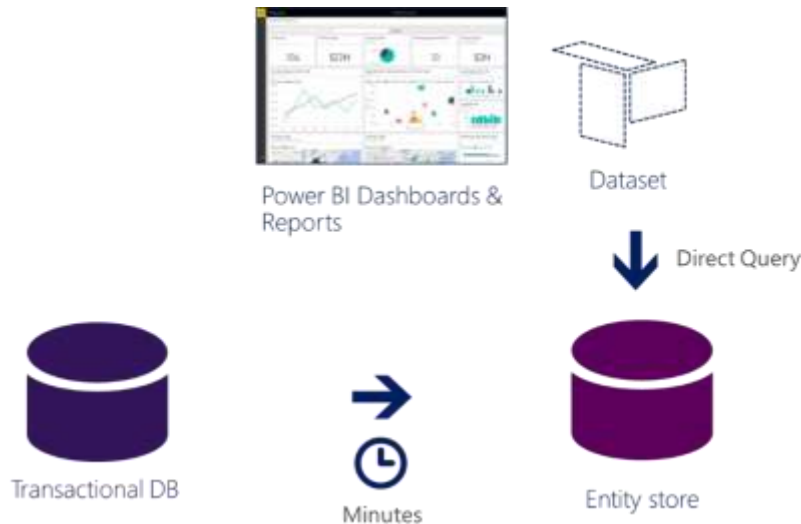 Power BI Dashboards &
Reports
Dataset
Direct Query
Transactional DB
Minutes
Entity store